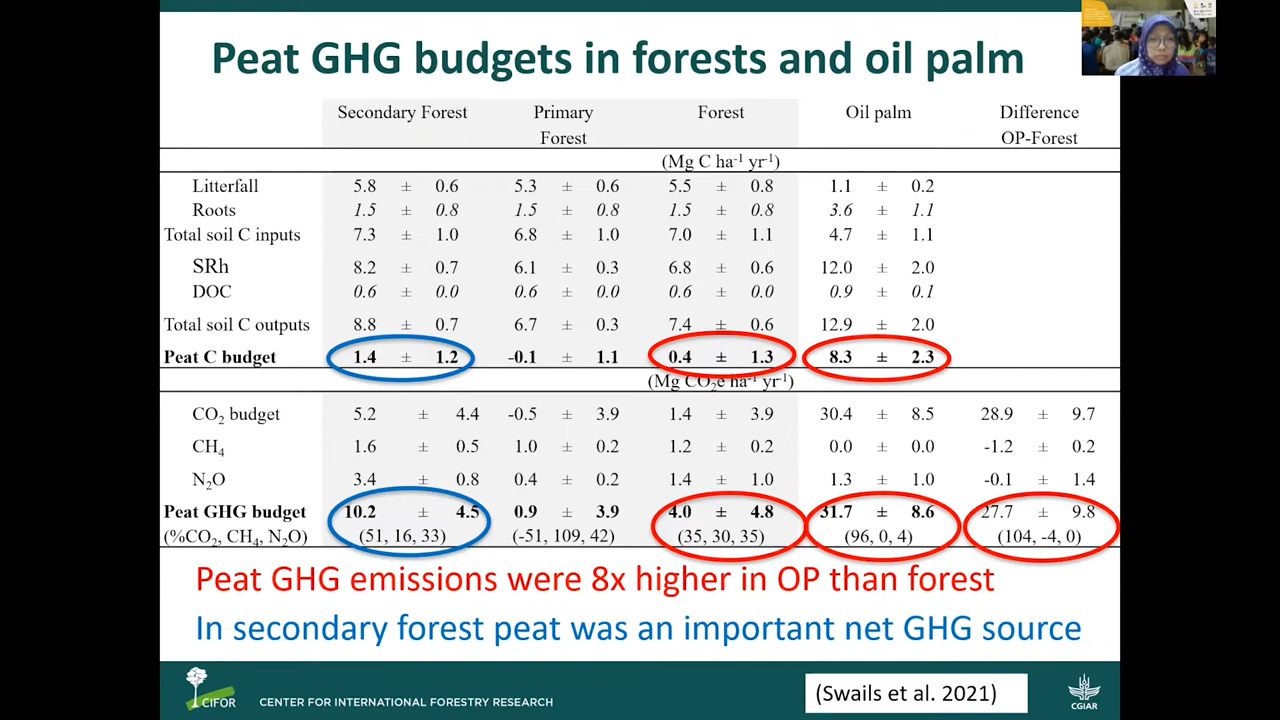 Peat GHG budgets in forests and oil palm
Secondary Forest Primary Forest Forest Oil palm Difference OP-Forest
(Mg C ha-1 yr-1)
Litterfall 5.8 ± 0.6 5.3 ± 0.6 5.5 ± 0.8 1.1 ± 0.2
Roots 1.5 ± 0.8 1.5 ± 0.8 1.5 ± 0.8 3.6 ± 1.1
Total soil C inputs 7.3 ± 1.0 6.8 ± 1.0 7.0 ± 1.1 4.7 ± 1.1
SRh 8.2 ± 0.7 6.1 ± 0.3 6.8 ± 0.6 12.0 ± 2.0
DOC 0.6 ± 0.0 0.6 ± 0.0 0.6 ± 0.0 0.9 ± 0.1
Total soil C outputs 8.8 ± 0.7 6.7 ± 0.3 7.4 ± 0.6 12.9 ± 2.0
Peat C budget 1.4 ± 1.2 -0.1 ± 1.1 0.4 ± 1.3 8.3 ± 2.3
(Mg CO2e ha-1 yr-1)
CO2 budget 5.2 ± 4.4 -0.5 ± 3.9 1.4 ± 3.9 30.4 ± 8.5 28.9 ± 9.7
CH4 1.6 ± 0.5 1.0 ± 0.2 1.2 ± 0.2 0.0 ± 0.0 -1.2 ± 0.2
N2O 3.4 ± 0.8 0.4 ± 0.2 1.4 ± 1.0 1.3 ± 1.0 -0.1 ± 1.4
Peat GHG budget 10.2 ± 4.5 0.9 ± 3.9 4.0 ± 4.8 31.7 ± 8.6 27.7 ± 9.8
(%CO2, CH4, N2O) (51, 16, 33) (-51, 109, 42) (35, 30, 35) (96, 0, 4) (104, -4, 0)
Peat GHG emissions were 8x higher in OP than forest
In secondary forest peat was an important net GHG source
CIFOR
CENTER FOR INTERNATIONAL FORESTRY RESEARCH
(Swails et al. 2021)
CGIAR